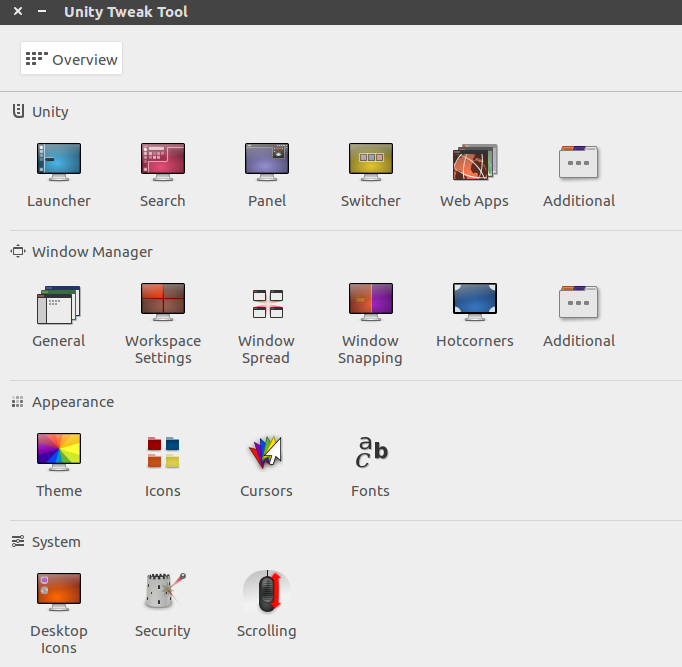 Unity Tweak Tool
Overview
Unity
Launcher
Search
Panel
Switcher
Web Apps
Additional
Window Manager
General
Workspace
Settings
Window
Spread
Window
Snapping
Hotcorners
Additional
Appearance
Theme
Icons
Cursors
Fonts
System
Desktop
Icons
Security
Scrolling